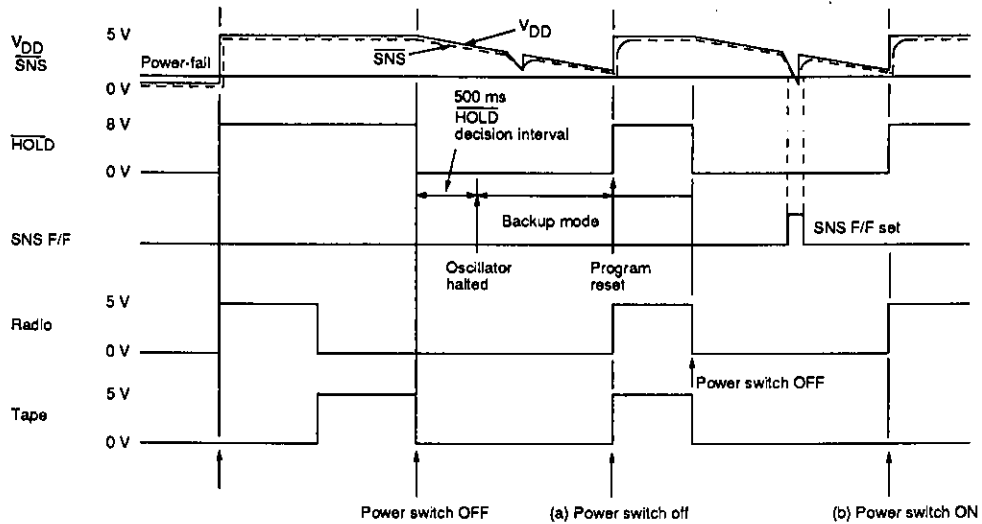 5 V
VDD
SNS
VDD
SNS
Power-fail
0 V
500 ms
HOLD
decision interval
8 V
HOLD
0 V
Backup mode
SNS F/F
SNS F/F set
Oscillator
halted
Program
reset
5 V
Radio
0 V
Power switch OFF
5 V
Tape
0 V
Power switch OFF
(a) Power switch off
(b) Power switch ON